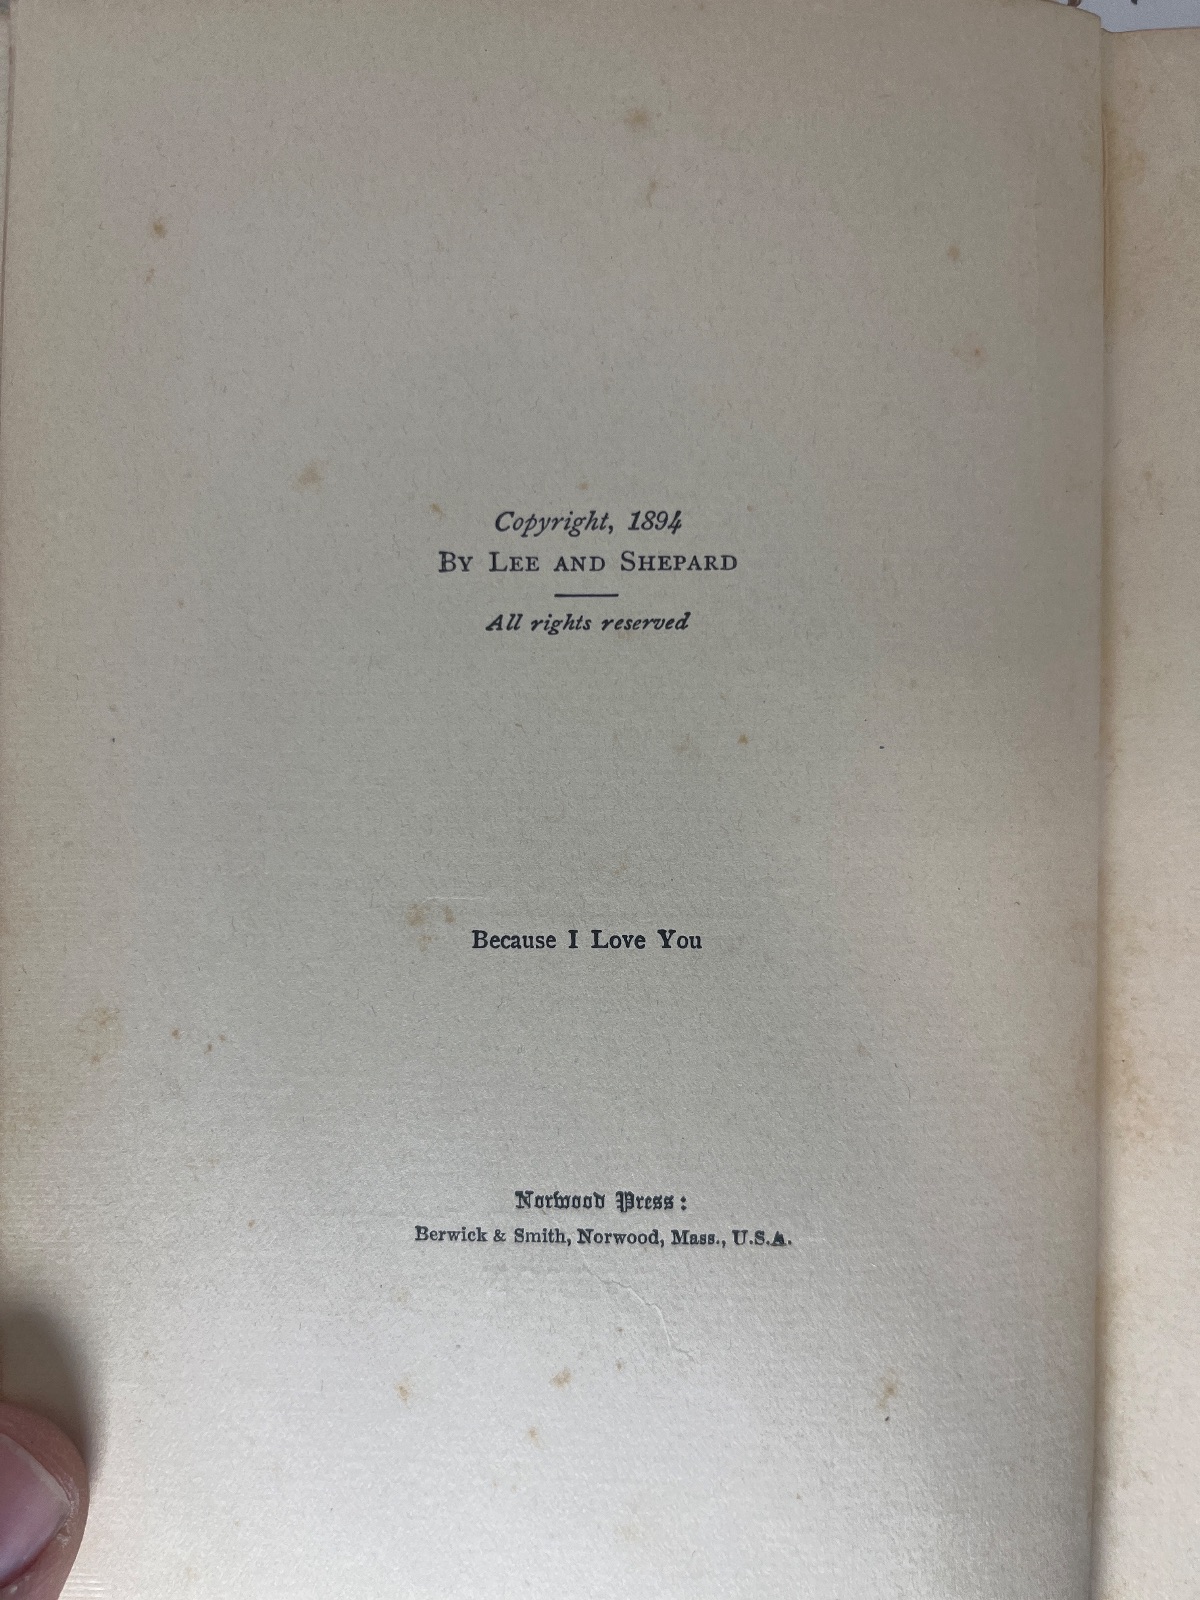 Copyright, 1894
By Lee and Shepard
All rights reserved
Because I Love You
Norwood Press:
Berwick & Smith, Norwood, Mass., U.S.A.